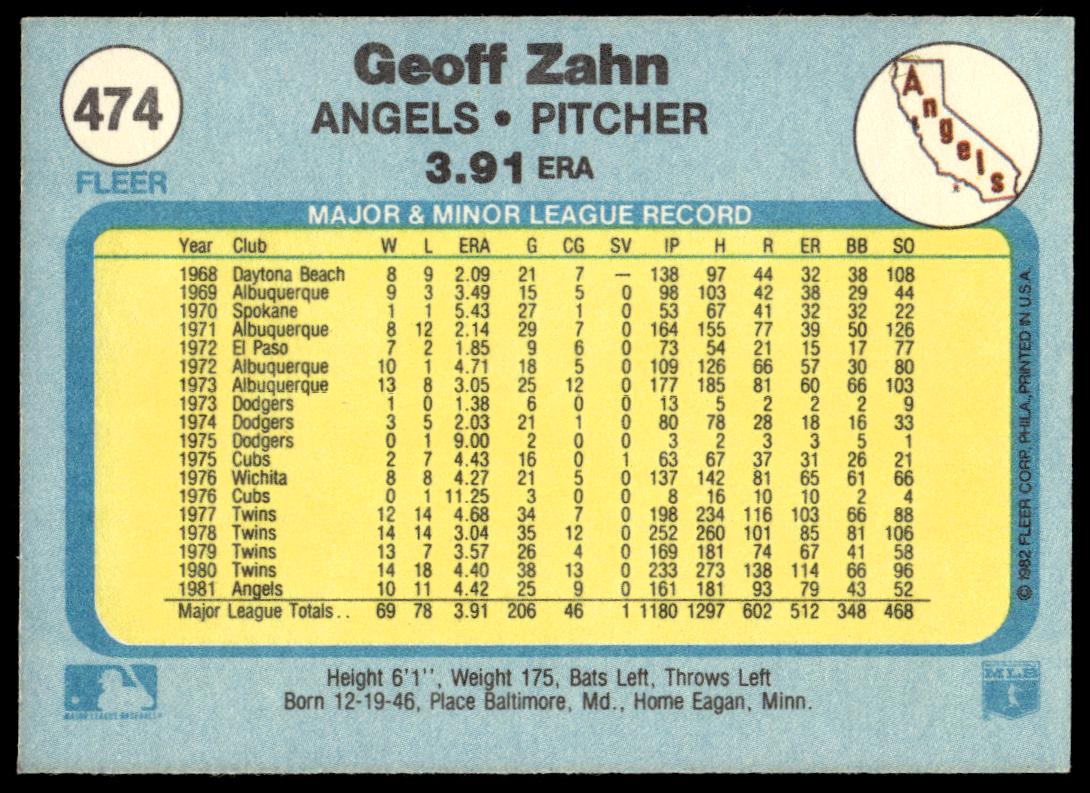 474
FLEER
Geoff Zahn
ANGELS • PITCHER
3.91 ERA
Angels
MAJOR & MINOR LEAGUE RECORD
Year Club W L ERA G CG SV IP H R ER BB SO
1968 Daytona Beach 8 9 2.09 21 7 — 138 97 44 32 38 108
1969 Albuquerque 9 3 3.49 15 5 0 98 103 42 38 29 44
1970 Spokane 1 1 5.43 27 1 0 53 67 41 32 32 22
1971 Albuquerque 8 12 2.14 29 7 0 164 155 77 39 50 126
1972 El Paso 7 2 1.85 9 6 0 73 54 21 15 17 77
1972 Albuquerque 10 1 4.71 18 5 0 109 126 66 57 30 80
1973 Albuquerque 13 8 3.05 25 12 0 177 185 81 60 66 103
1973 Dodgers 1 0 1.38 6 0 0 13 5 2 2 2 9
1974 Dodgers 3 5 2.03 21 1 0 80 78 28 18 16 33
1975 Dodgers 0 1 9.00 2 0 0 3 2 3 3 5 1
1975 Cubs 2 7 4.43 16 0 1 63 67 37 31 26 21
1976 Wichita 8 8 4.27 21 5 0 137 142 81 65 61 66
1976 Cubs 0 1 11.25 3 0 0 8 16 10 10 2 4
1977 Twins 12 14 4.68 34 7 0 198 234 116 103 66 88
1978 Twins 14 14 3.04 35 12 0 252 260 101 85 81 106
1979 Twins 13 7 3.57 26 4 0 169 181 74 67 41 58
1980 Twins 14 18 4.40 38 13 0 233 273 138 114 66 96
1981 Angels 10 11 4.42 25 9 0 161 181 93 79 43 52
Major League Totals . . 69 78 3.91 206 46 1 1180 1297 602 512 348 468
© 1982 FLEER CORP. PHILA., PRINTED IN U.S.A.
Height 6'1'', Weight 175, Bats Left, Throws Left
Born 12-19-46, Place Baltimore, Md., Home Eagan, Minn.
MAJOR LEAGUE BASEBALL
MLB